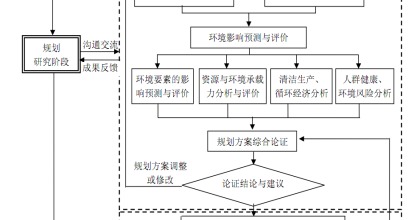 环境影响预测与评价
规划
研究阶段
沟通交流
成果反馈
环境要素的影
响预测与评价
资源与环境承载
力分析与评价
清洁生产、
循环经济分析
人群健康、
环境风险分析
规划方案综合论证
规划方案调整
或修改
论证结论与建议